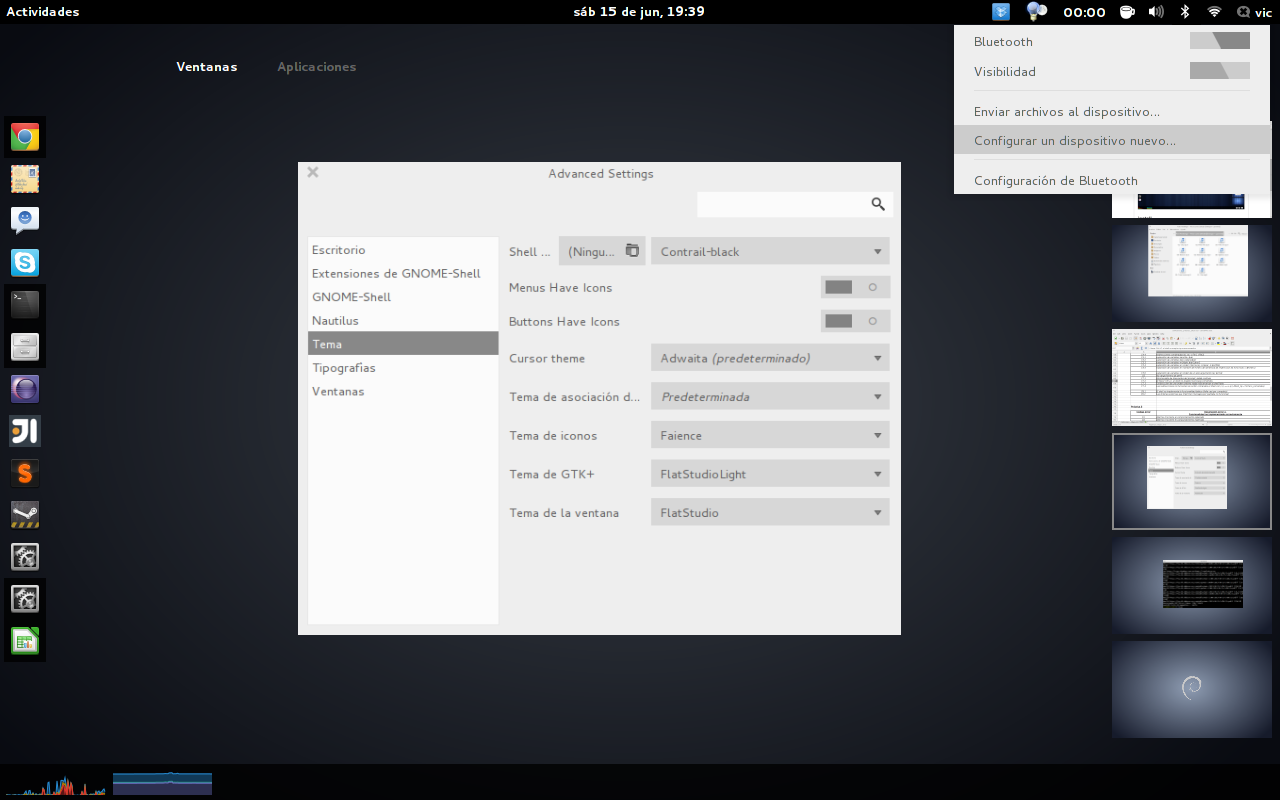 Actividades
sáb 15 de jun, 19:39
00:00
vic
Ventanas Aplicaciones
Bluetooth
Visibilidad
Enviar archivos al dispositivo...
Configurar un dispositivo nuevo...
Configuración de Bluetooth
Advanced Settings
Escritorio
Extensiones de GNOME-Shell
GNOME-Shell
Nautilus
Tema
Tipografías
Ventanas
Shell ... (Ningu... Contrail-black
Menus Have Icons
Buttons Have Icons
Cursor theme Adwaita (predeterminado)
Tema de asociación d... Predeterminada
Tema de iconos Faience
Tema de GTK+ FlatStudioLight
Tema de la ventana FlatStudio